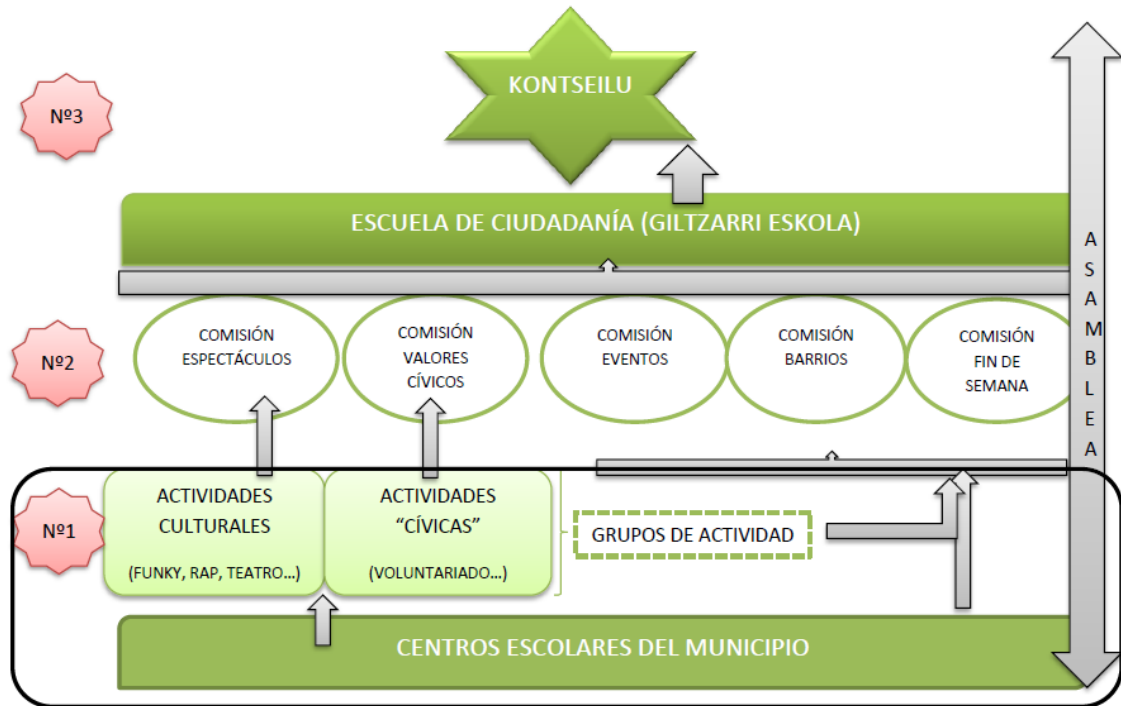 KONTSEILU
Nº3
ESCUELA DE CIUDADANÍA (GILTZARRI ESKOLA)
Nº2
COMISIÓN
ESPECTÁCULOS
COMISIÓN
VALORES
CÍVICOS
COMISIÓN
EVENTOS
COMISIÓN
BARRIOS
COMISIÓN
FIN DE
SEMANA
ASAMBLEA
Nº1
ACTIVIDADES
CULTURALES
(FUNKY, RAP, TEATRO...)
ACTIVIDADES
“CÍVICAS”
(VOLUNTARIADO...)
GRUPOS DE ACTIVIDAD
CENTROS ESCOLARES DEL MUNICIPIO